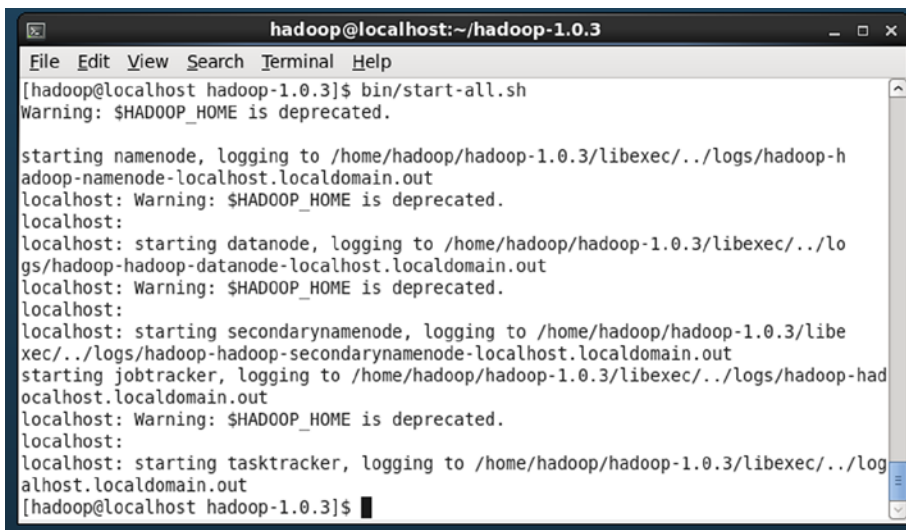 hadoop@localhost:~/hadoop-1.0.3
File Edit View Search Terminal Help
[hadoop@localhost hadoop-1.0.3]$ bin/start-all.sh
Warning: $HADOOP_HOME is deprecated.
starting namenode, logging to /home/hadoop/hadoop-1.0.3/libexec/../logs/hadoop-h
adoop-namenode-localhost.localdomain.out
localhost: Warning: $HADOOP_HOME is deprecated.
localhost:
localhost: starting datanode, logging to /home/hadoop/hadoop-1.0.3/libexec/../lo
gs/hadoop-hadoop-datanode-localhost.localdomain.out
localhost: Warning: $HADOOP_HOME is deprecated.
localhost:
localhost: starting secondarynamenode, logging to /home/hadoop/hadoop-1.0.3/libe
xec/../logs/hadoop-hadoop-secondarynamenode-localhost.localdomain.out
starting jobtracker, logging to /home/hadoop/hadoop-1.0.3/libexec/../logs/hadoop-had
ocalhost.localdomain.out
localhost: Warning: $HADOOP_HOME is deprecated.
localhost:
localhost: starting tasktracker, logging to /home/hadoop/hadoop-1.0.3/libexec/../log
alhost.localdomain.out
[hadoop@localhost hadoop-1.0.3]$